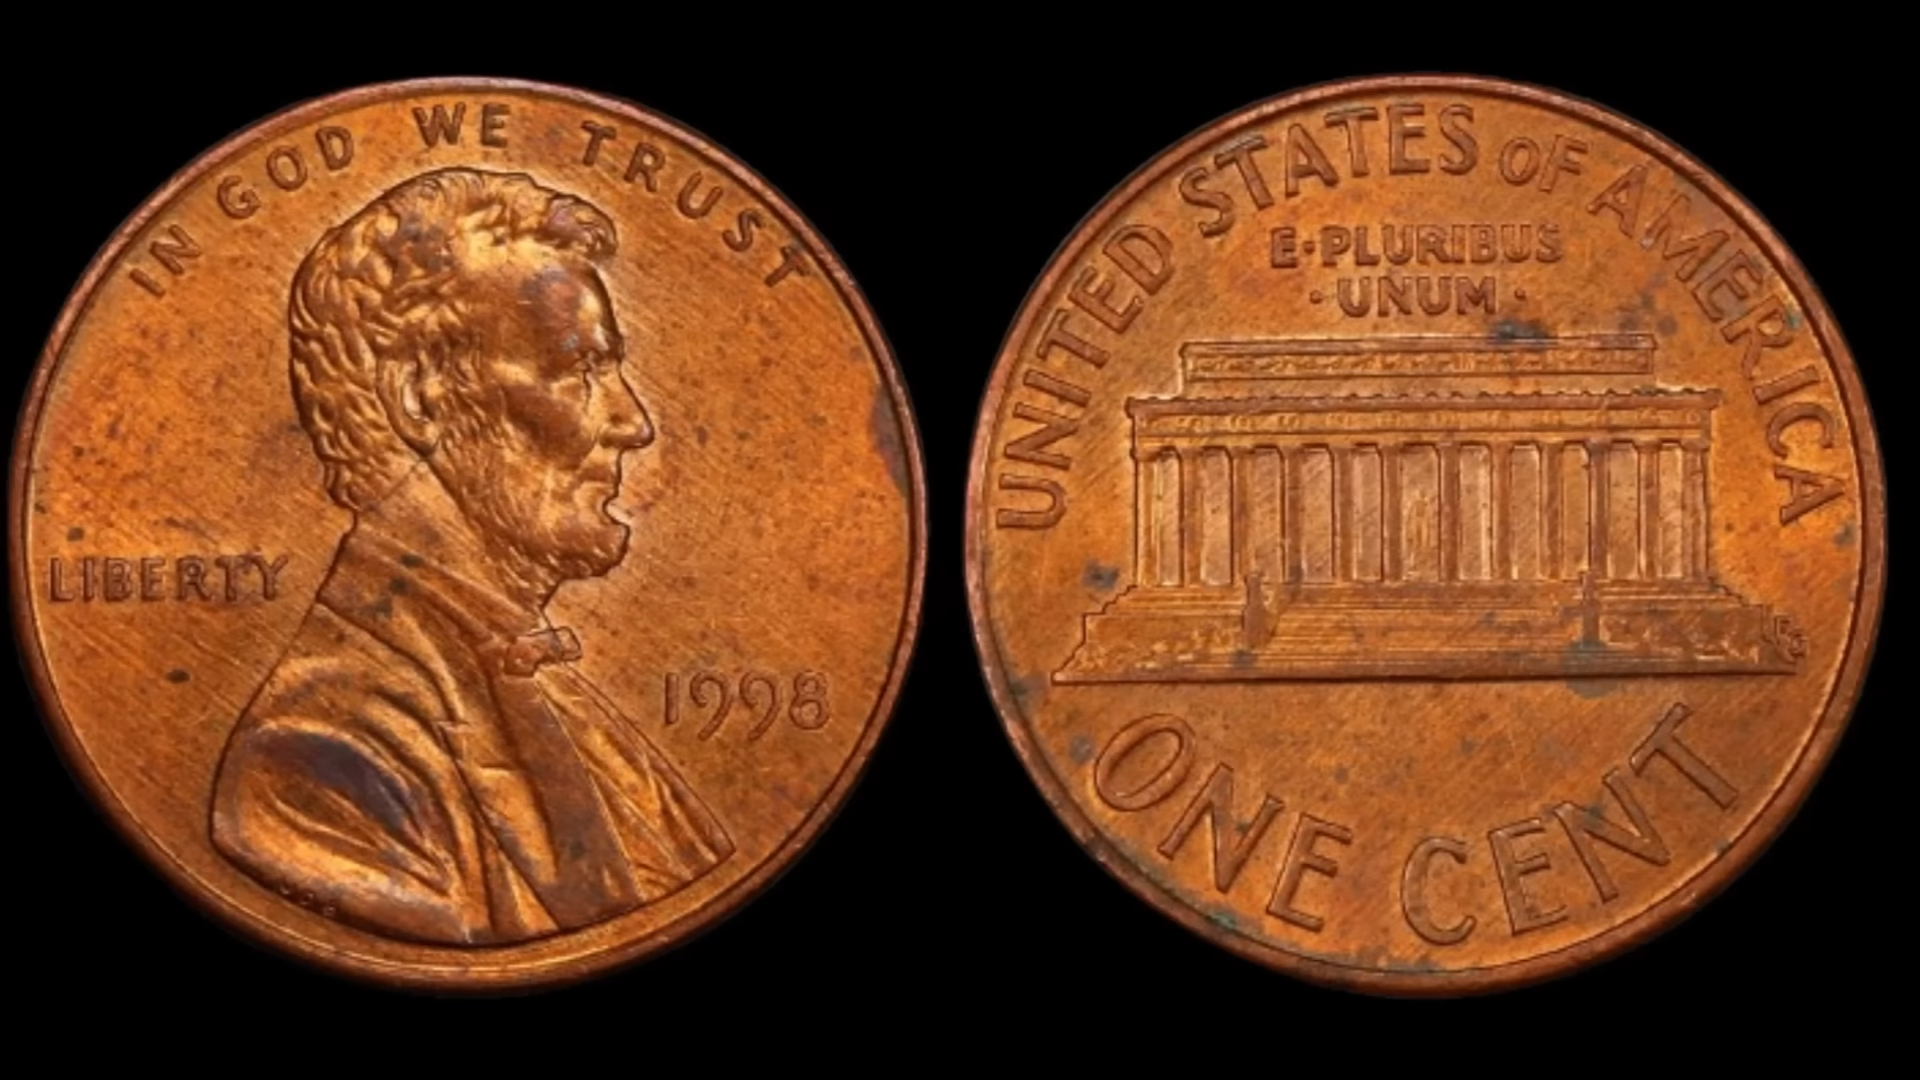 IN GOD WE TRUST
LIBERTY
1998
UNITED STATES OF AMERICA
E·PLURIBUS
·UNUM·
ONE CENT